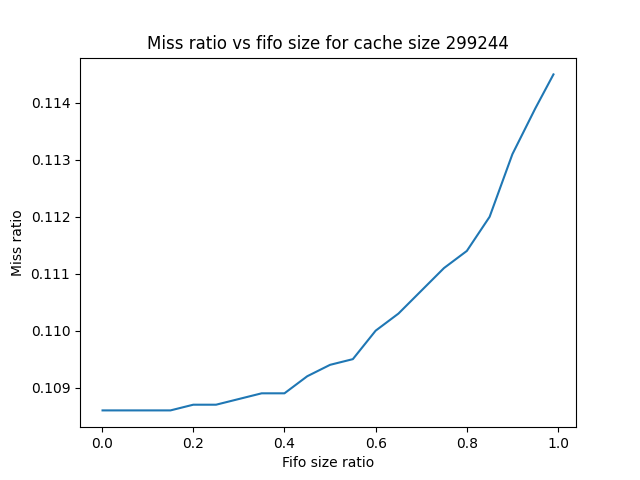 Miss ratio vs fifo size for cache size 299244
0.114
0.113
0.112
0.111
0.110
0.109
Miss ratio
0.0 0.2 0.4 0.6 0.8 1.0
Fifo size ratio